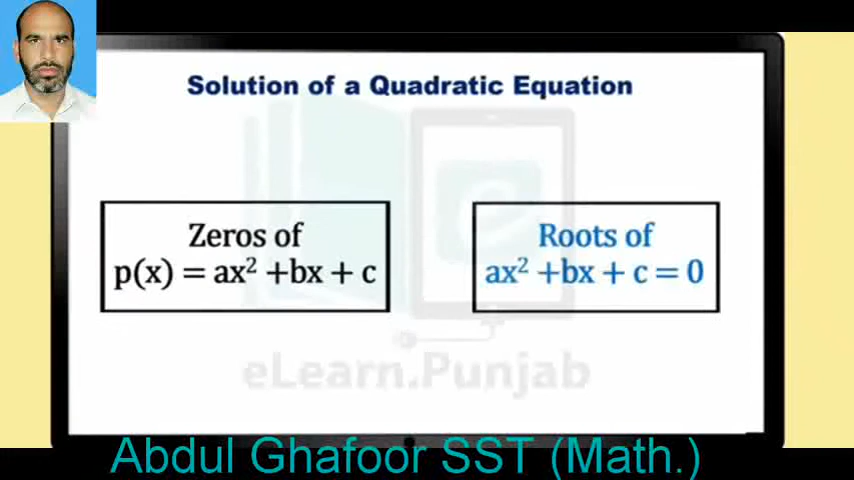 Solution of a Quadratic Equation
Zeros of
p(x) = ax² +bx + c
Roots of
ax² +bx + c = 0
eLearn.Punjab
Abdul Ghafoor SST (Math.)